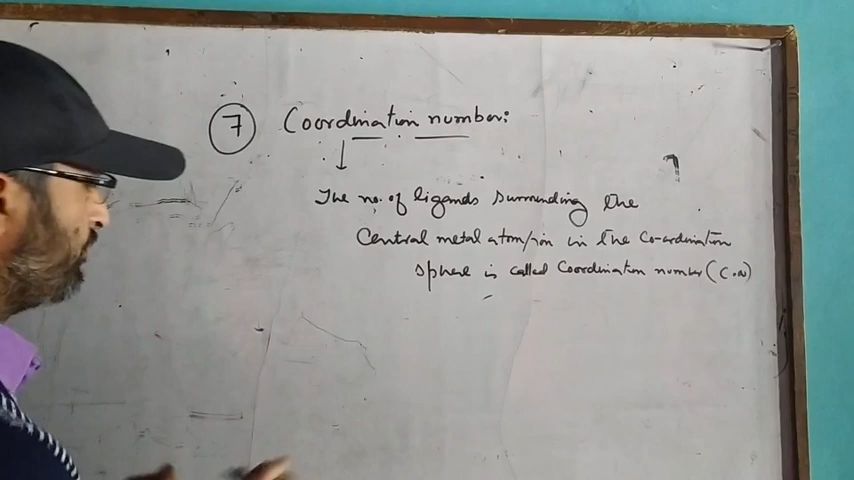 7 Coordination number:
The no. of ligands surrounding the
Central metal atom/ion in the Co-ordination
sphere is called Coordination number (C.N)